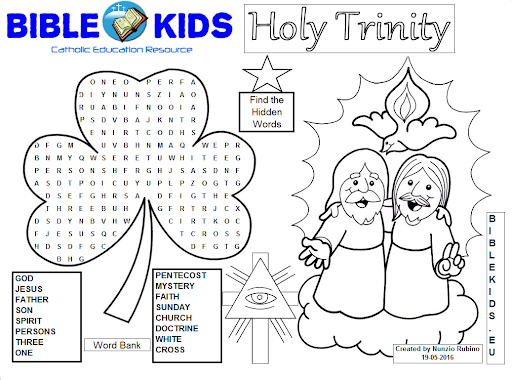 BIBLE KIDS
Catholic Education Resource
Holy Trinity
Find the
Hidden
Words
O N E O P E R F A
D I Y N U N S Z I A O
R U A B I F N O O I A
P S D V B A J K N T R
E N I R T C O D H S
D F G M U V B H N M A Q W E P R
B N M Y Q W S E R E T U W H I T E E G
P E R S O N S H F R G H J S A S D N F
A S D T P O I C U Y U P L P Z O G T G
D S E F G H R S A D F I G T H E
T H R E E B U H G F R T R J C X
D S D Y N B V H W C I R T K O C
F J E S U S Q C T C R O S S
H D S D F G C D F G T G
B H G
GOD
JESUS
FATHER
SON
SPIRIT
PERSONS
THREE
ONE
Word Bank
PENTECOST
MYSTERY
FAITH
SUNDAY
CHURCH
DOCTRINE
WHITE
CROSS
BIBLEKIDS.EU
Created by Nunzio Rubino
19-05-2016